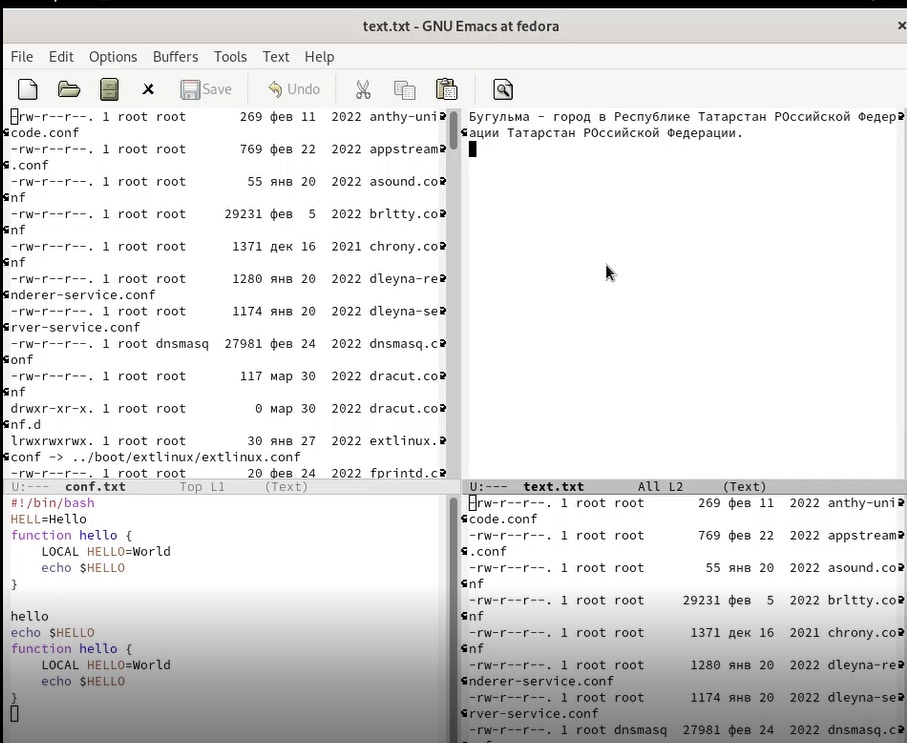 text.txt - GNU Emacs at fedora
File Edit Options Buffers Tools Text Help
Save Undo
-rw-r--r--. 1 root root 269 фев 11 2022 anthy-uni
code.conf
-rw-r--r--. 1 root root 769 фев 22 2022 appstream
.conf
-rw-r--r--. 1 root root 55 янв 20 2022 asound.co
nf
-rw-r--r--. 1 root root 29231 фев 5 2022 brltty.co
nf
-rw-r--r--. 1 root root 1371 дек 16 2021 chrony.co
nf
-rw-r--r--. 1 root root 1280 янв 20 2022 dleyna-re
nderer-service.conf
-rw-r--r--. 1 root root 1174 янв 20 2022 dleyna-se
rver-service.conf
-rw-r--r--. 1 root dnsmasq 27981 фев 24 2022 dnsmasq.c
onf
-rw-r--r--. 1 root root 117 мар 30 2022 dracut.co
nf
drwxr-xr-x. 1 root root 0 мар 30 2022 dracut.co
nf.d
lrwxrwxrwx. 1 root root 30 янв 27 2022 extlinux.
conf -> ../boot/extlinux/extlinux.conf
-rw-r--r--. 1 root root 20 фев 24 2022 fprintd.c
U:--- conf.txt Top L1 (Text)
Бугульма - город в Республике Татарстан РОссийской Федер
ации Татарстан РОссийской Федерации.
U:--- text.txt All L2 (Text)
#!/bin/bash
HELL=Hello
function hello {
    LOCAL HELLO=World
    echo $HELLO
}
hello
echo $HELLO
function hello {
    LOCAL HELLO=World
    echo $HELLO
}
-rw-r--r--. 1 root root 269 фев 11 2022 anthy-uni
code.conf
-rw-r--r--. 1 root root 769 фев 22 2022 appstream
.conf
-rw-r--r--. 1 root root 55 янв 20 2022 asound.co
nf
-rw-r--r--. 1 root root 29231 фев 5 2022 brltty.co
nf
-rw-r--r--. 1 root root 1371 дек 16 2021 chrony.co
nf
-rw-r--r--. 1 root root 1280 янв 20 2022 dleyna-re
nderer-service.conf
-rw-r--r--. 1 root root 1174 янв 20 2022 dleyna-se
rver-service.conf
-rw-r--r--. 1 root dnsmasq 27981 фев 24 2022 dnsmasq.c